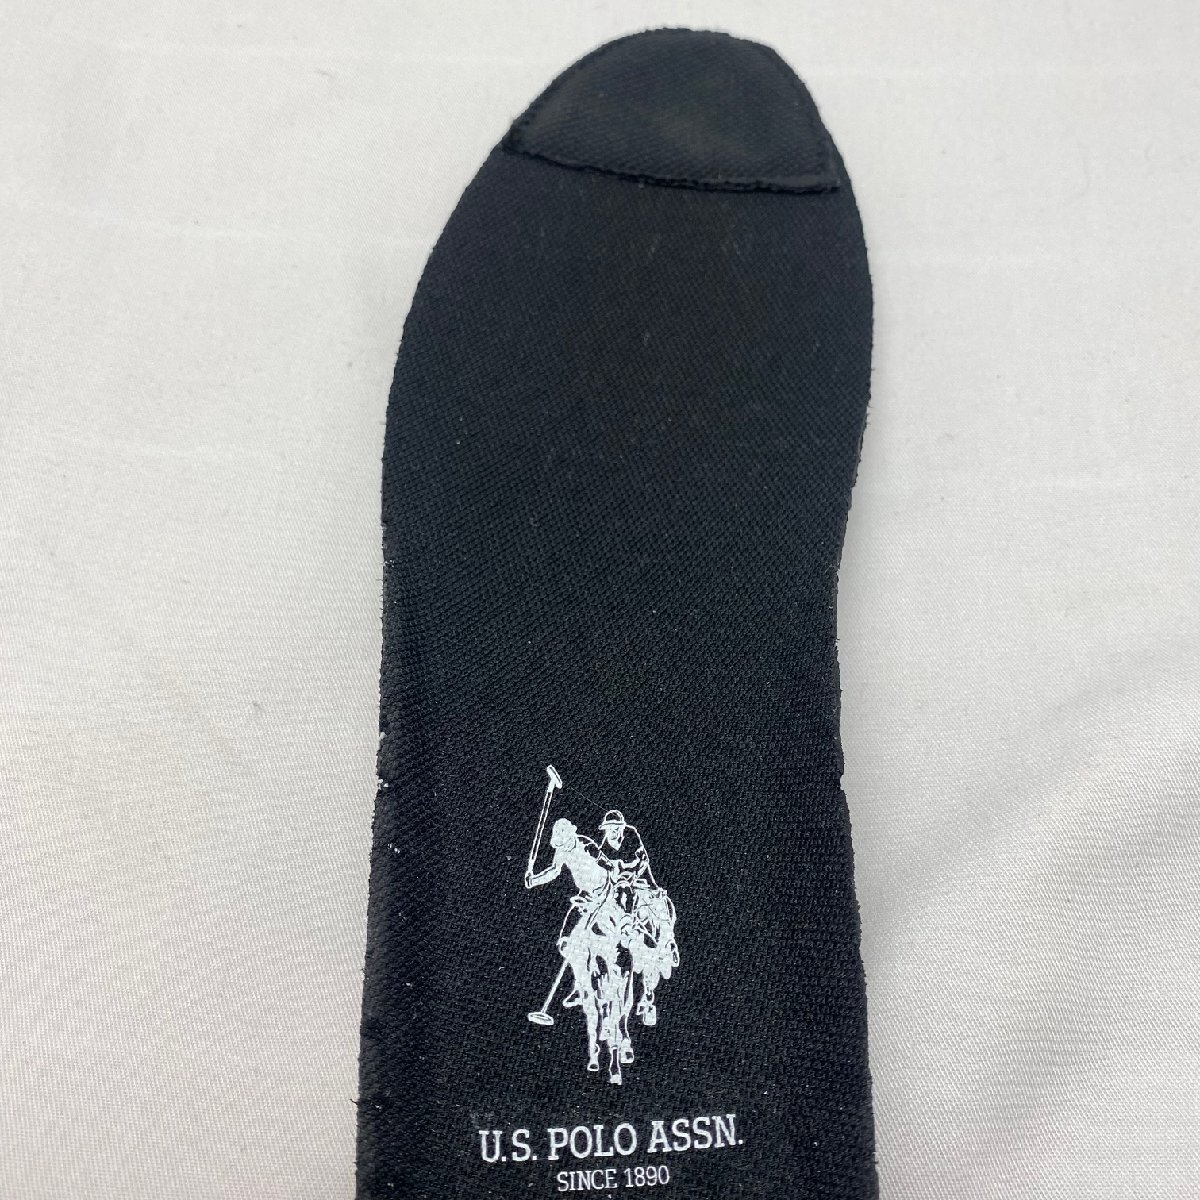 U.S. POLO ASSN.
SINCE 1890